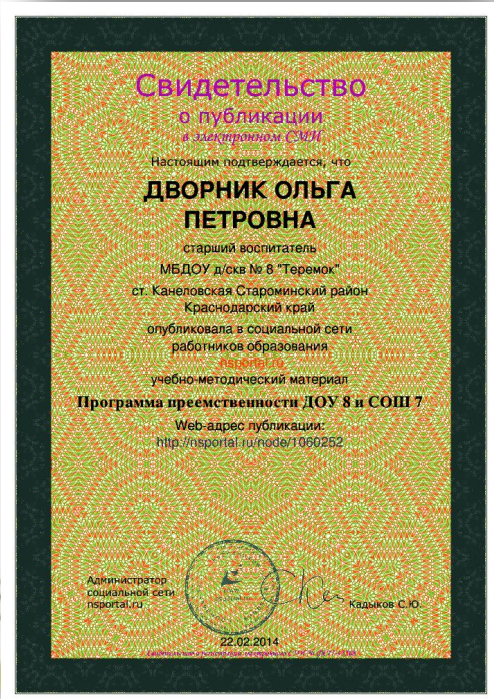 Свидетельство
о публикации
в электронном СМИ
Настоящим подтверждается, что
ДВОРНИК ОЛЬГА
ПЕТРОВНА
старший воспитатель
МБДОУ д/скв № 8 "Теремок"
ст. Канеловская Староминский район
Краснодарский край
опубликовала в социальной сети
работников образования
nsportal.ru
учебно-методический материал
Программа преемственности ДОУ 8 и СОШ 7
Web-адрес публикации:
http://nsportal.ru/node/1060252
Администратор
социальной сети
nsportal.ru
Кадыков С.Ю.
22.02.2014